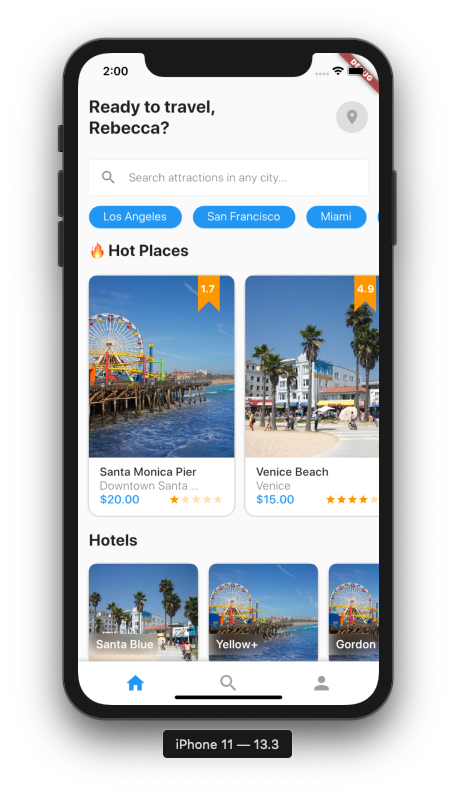 2:00
DEBUG
Ready to travel,
Rebecca?
Search attractions in any city...
Los Angeles
San Francisco
Miami
🔥 Hot Places
1.7
4.9
Santa Monica Pier
Downtown Santa ...
$20.00
Venice Beach
Venice
$15.00
Hotels
Santa Blue
Yellow+
Gordon
iPhone 11 — 13.3